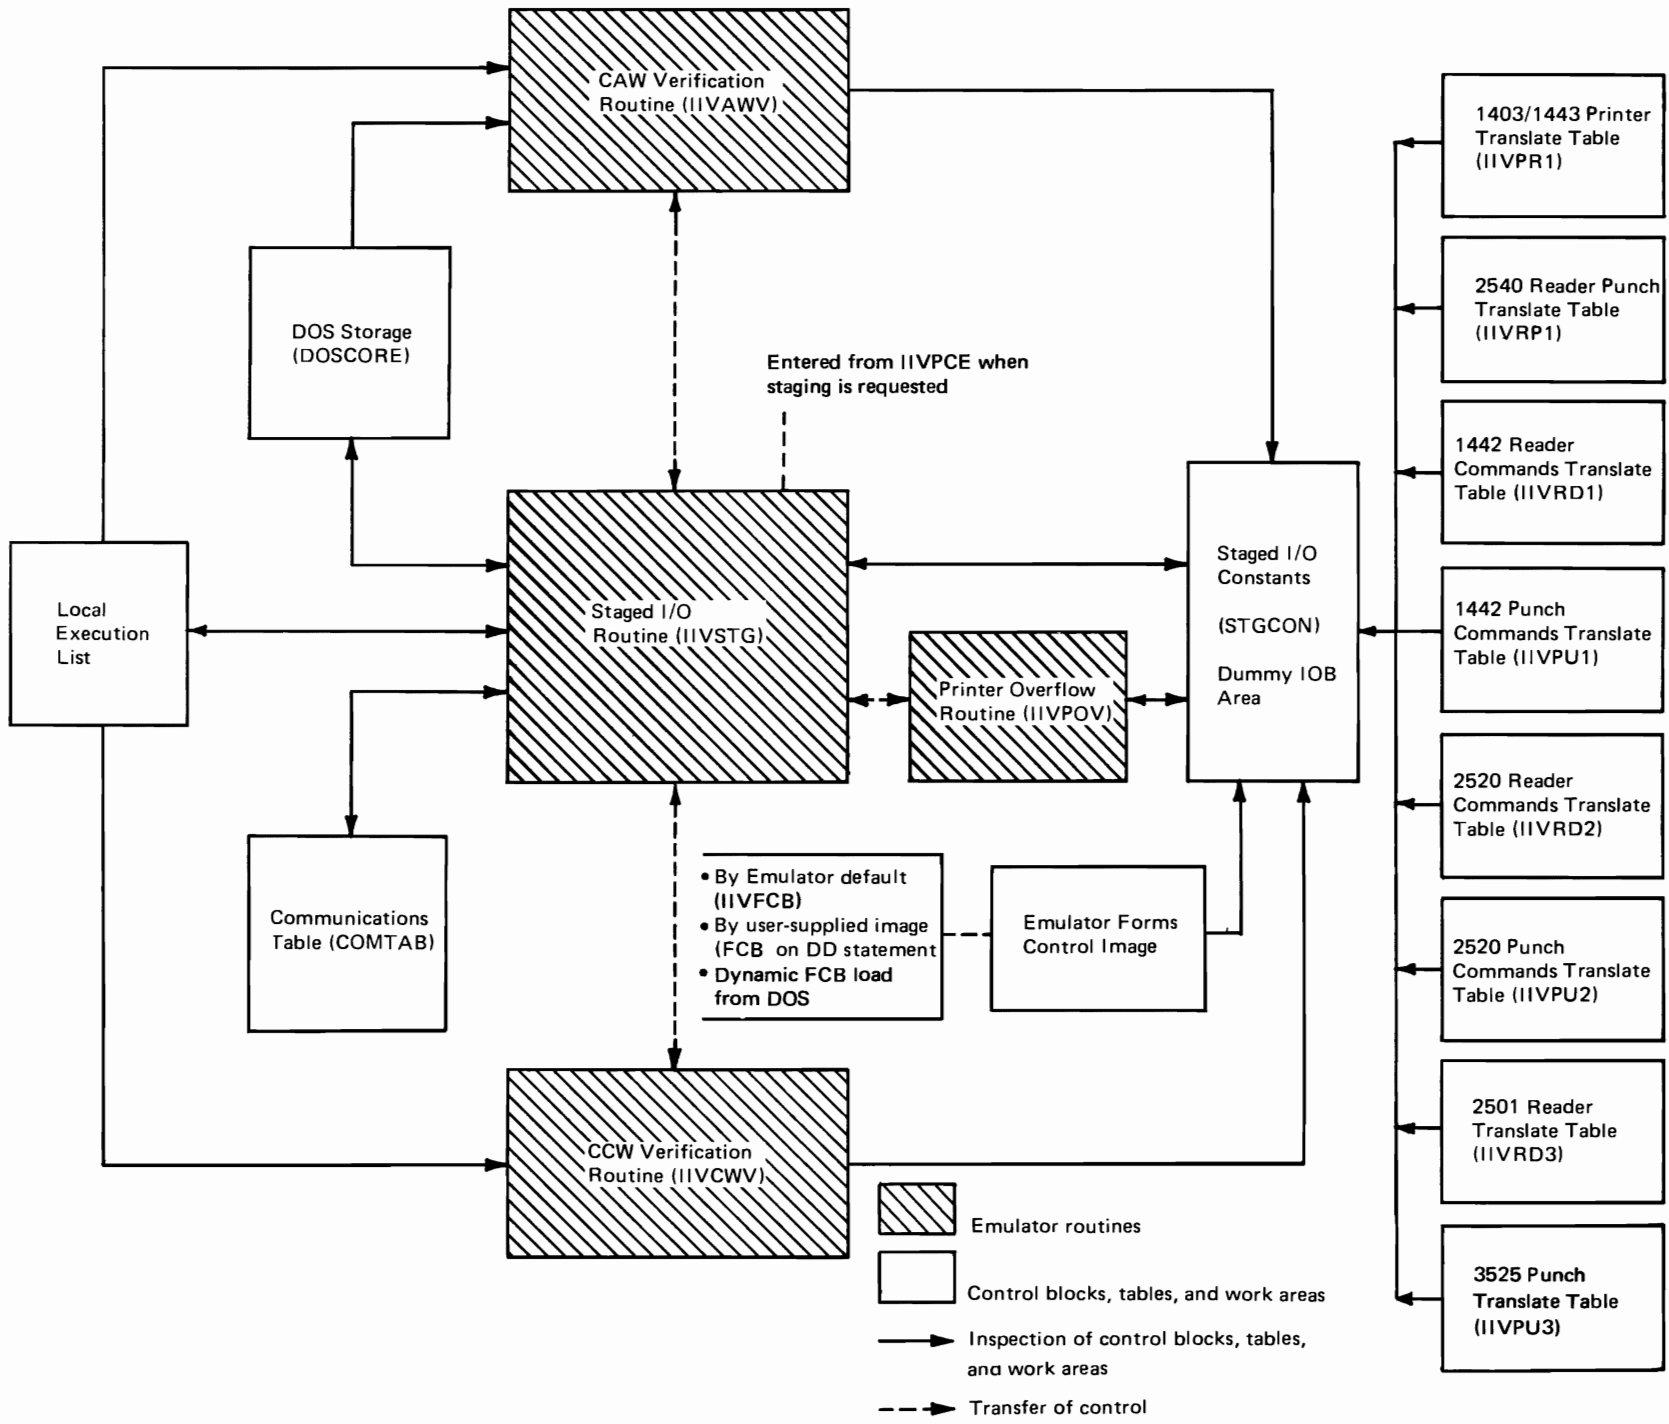 CAW Verification
Routine (IIVAWV)
DOS Storage
(DOSCORE)
Entered from IIVPCE when
staging is requested
Local
Execution
List
Staged I/O
Routine (IIVSTG)
Printer Overflow
Routine (IIVPOV)
Staged I/O
Constants
(STGCON)
Dummy IOB
Area
Communications
Table (COMTAB)
• By Emulator default
(IIVFCB)
• By user-supplied image
(FCB on DD statement
• Dynamic FCB load
from DOS
Emulator Forms
Control Image
CCW Verification
Routine (IIVCWV)
1403/1443 Printer
Translate Table
(IIVPR1)
2540 Reader Punch
Translate Table
(IIVRP1)
1442 Reader
Commands Translate
Table (IIVRD1)
1442 Punch
Commands Translate
Table (IIVPU1)
2520 Reader
Commands Translate
Table (IIVRD2)
2520 Punch
Commands Translate
Table (IIVPU2)
2501 Reader
Translate Table
(IIVRD3)
3525 Punch
Translate Table
(IIVPU3)
Emulator routines
Control blocks, tables, and work areas
Inspection of control blocks, tables,
and work areas
Transfer of control